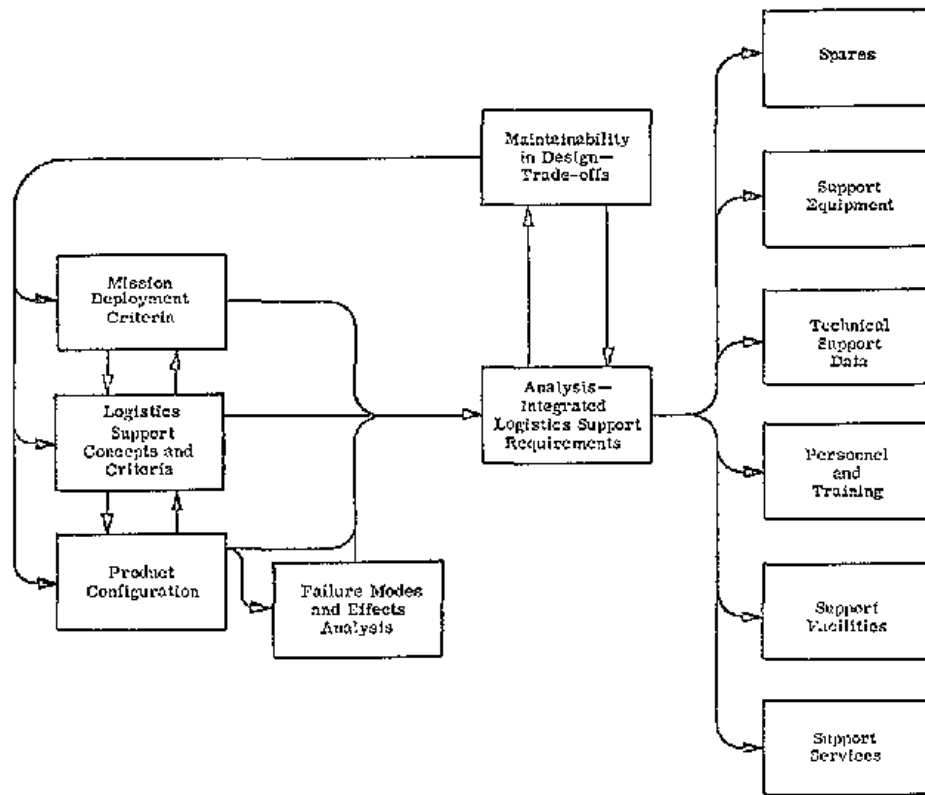 Spares
Maintainability
in Design—
Trade-offs
Support
Equipment
Mission
Deployment
Criteria
Technical
Support
Data
Logistics
Support
Concepts and
Criteria
Analysis—
Integrated
Logistics Support
Requirements
Personnel
and
Training
Product
Configuration
Failure Modes
and Effects
Analysis
Support
Facilities
Support
Services